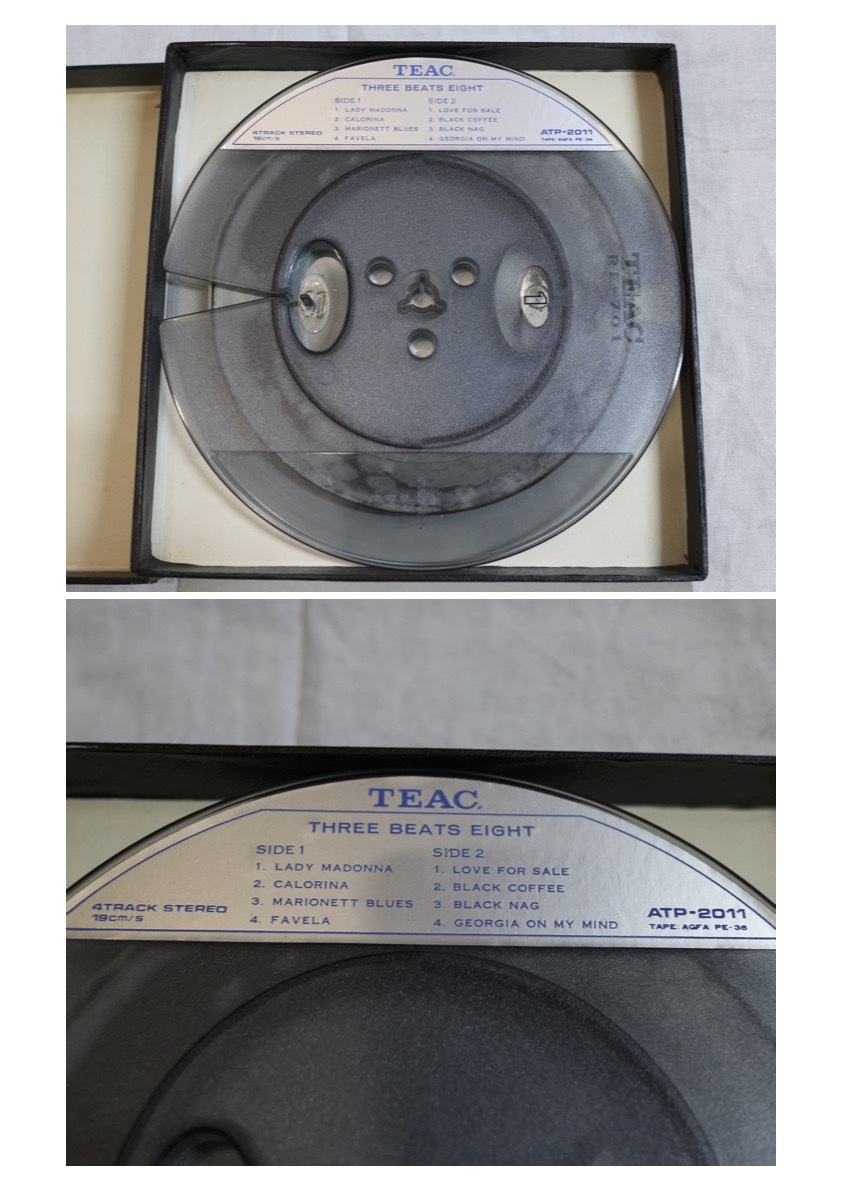 TEAC
THREE BEATS EIGHT
SIDE 1
1. LADY MADONNA
2. CALORINA
3. MARIONETT BLUES
4. FAVELA
SIDE 2
1. LOVE FOR SALE
2. BLACK COFFEE
3. BLACK NAG
4. GEORGIA ON MY MIND
4TRACK STEREO
19cm/s
ATP-2011
TAPE: AGFA PE-36
TEAC
RE-701
1
TEAC
THREE BEATS EIGHT
SIDE 1
1. LADY MADONNA
2. CALORINA
3. MARIONETT BLUES
4. FAVELA
SIDE 2
1. LOVE FOR SALE
2. BLACK COFFEE
3. BLACK NAG
4. GEORGIA ON MY MIND
4TRACK STEREO
19cm/s
ATP-2011
TAPE: AGFA PE-36